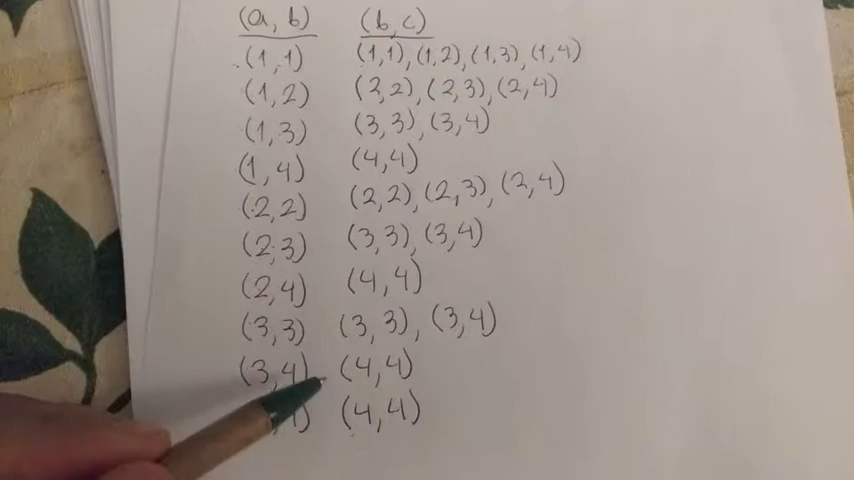 (a, b) (b, c)
(1,1) (1,1), (1,2), (1,3), (1,4)
(1,2) (2,2), (2,3), (2,4)
(1,3) (3,3), (3,4)
(1,4) (4,4)
(2,2) (2,2), (2,3), (2,4)
(2,3) (3,3), (3,4)
(2,4) (4,4)
(3,3) (3,3), (3,4)
(3,4) (4,4)
(4,4)